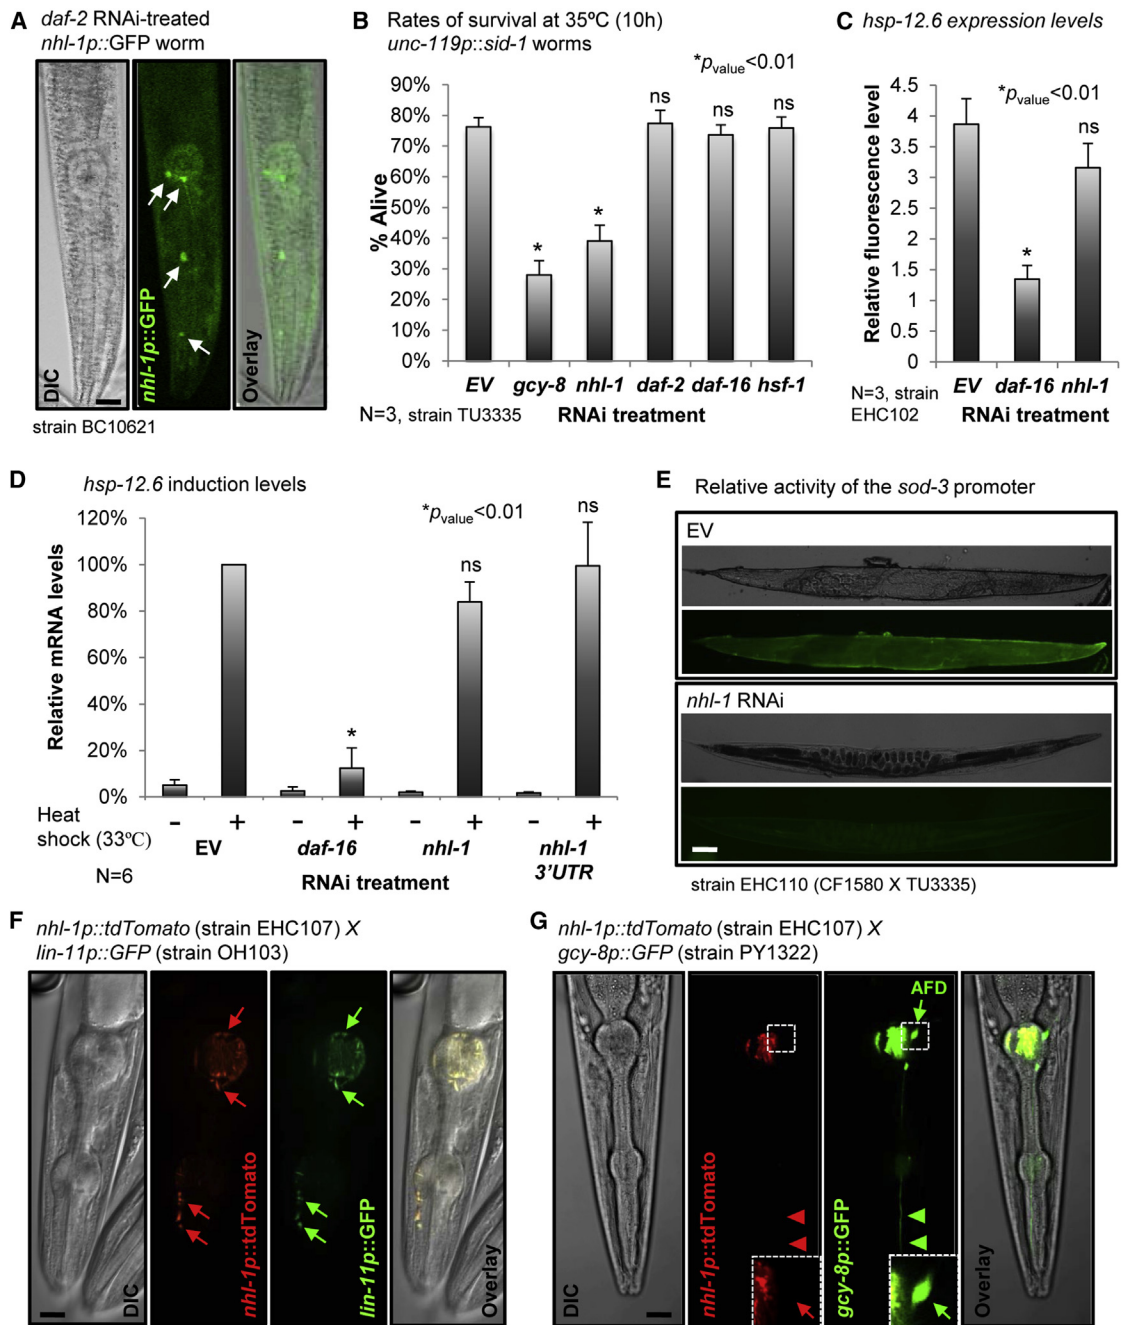 A
daf-2 RNAi-treated
nhl-1p::GFP worm
DIC
nhl-1p::GFP
Overlay
strain BC10621
B
Rates of survival at 35ºC (10h)
unc-119p::sid-1 worms
*pvalue<0.01
% Alive
90%
80%
70%
60%
50%
40%
30%
20%
10%
0%
*
*
ns
ns
ns
EV gcy-8 nhl-1 daf-2 daf-16 hsf-1
N=3, strain TU3335
RNAi treatment
C
hsp-12.6 expression levels
*pvalue<0.01
Relative fluorescence level
4.5
4
3.5
3
2.5
2
1.5
1
0.5
0
*
ns
EV daf-16 nhl-1
N=3, strain
EHC102
RNAi treatment
D
hsp-12.6 induction levels
*pvalue<0.01
Relative mRNA levels
120%
100%
80%
60%
40%
20%
0%
*
ns
ns
Heat
shock (33ºC)
- + - + - + - +
EV daf-16 nhl-1 nhl-1
3'UTR
N=6
RNAi treatment
E
Relative activity of the sod-3 promoter
EV
nhl-1 RNAi
strain EHC110 (CF1580 X TU3335)
F
nhl-1p::tdTomato (strain EHC107) X
lin-11p::GFP (strain OH103)
DIC
nhl-1p::tdTomato
lin-11p::GFP
Overlay
G
nhl-1p::tdTomato (strain EHC107) X
gcy-8p::GFP (strain PY1322)
AFD
DIC
nhl-1p::tdTomato
gcy-8p::GFP
Overlay